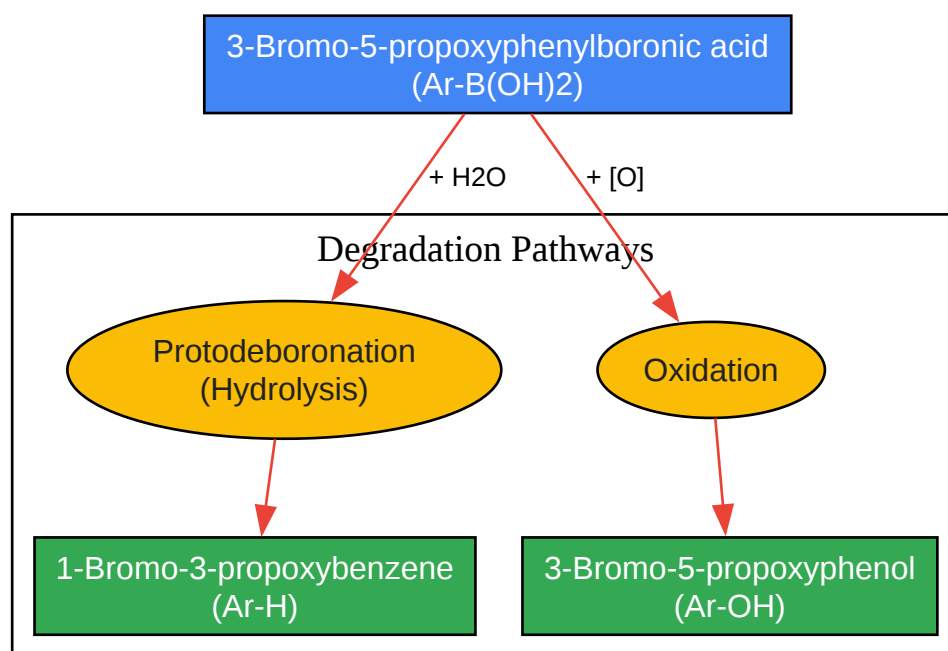 3-Bromo-5-propoxyphenylboronic acid
(Ar-B(OH)2)
+ H2O
+ [O]
Degradation Pathways
Protodeboronation
(Hydrolysis)
Oxidation
1-Bromo-3-propoxybenzene
(Ar-H)
3-Bromo-5-propoxyphenol
(Ar-OH)